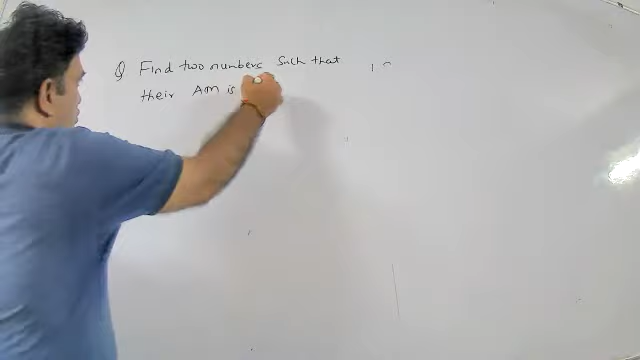 Q Find two numbers such that
their AM is